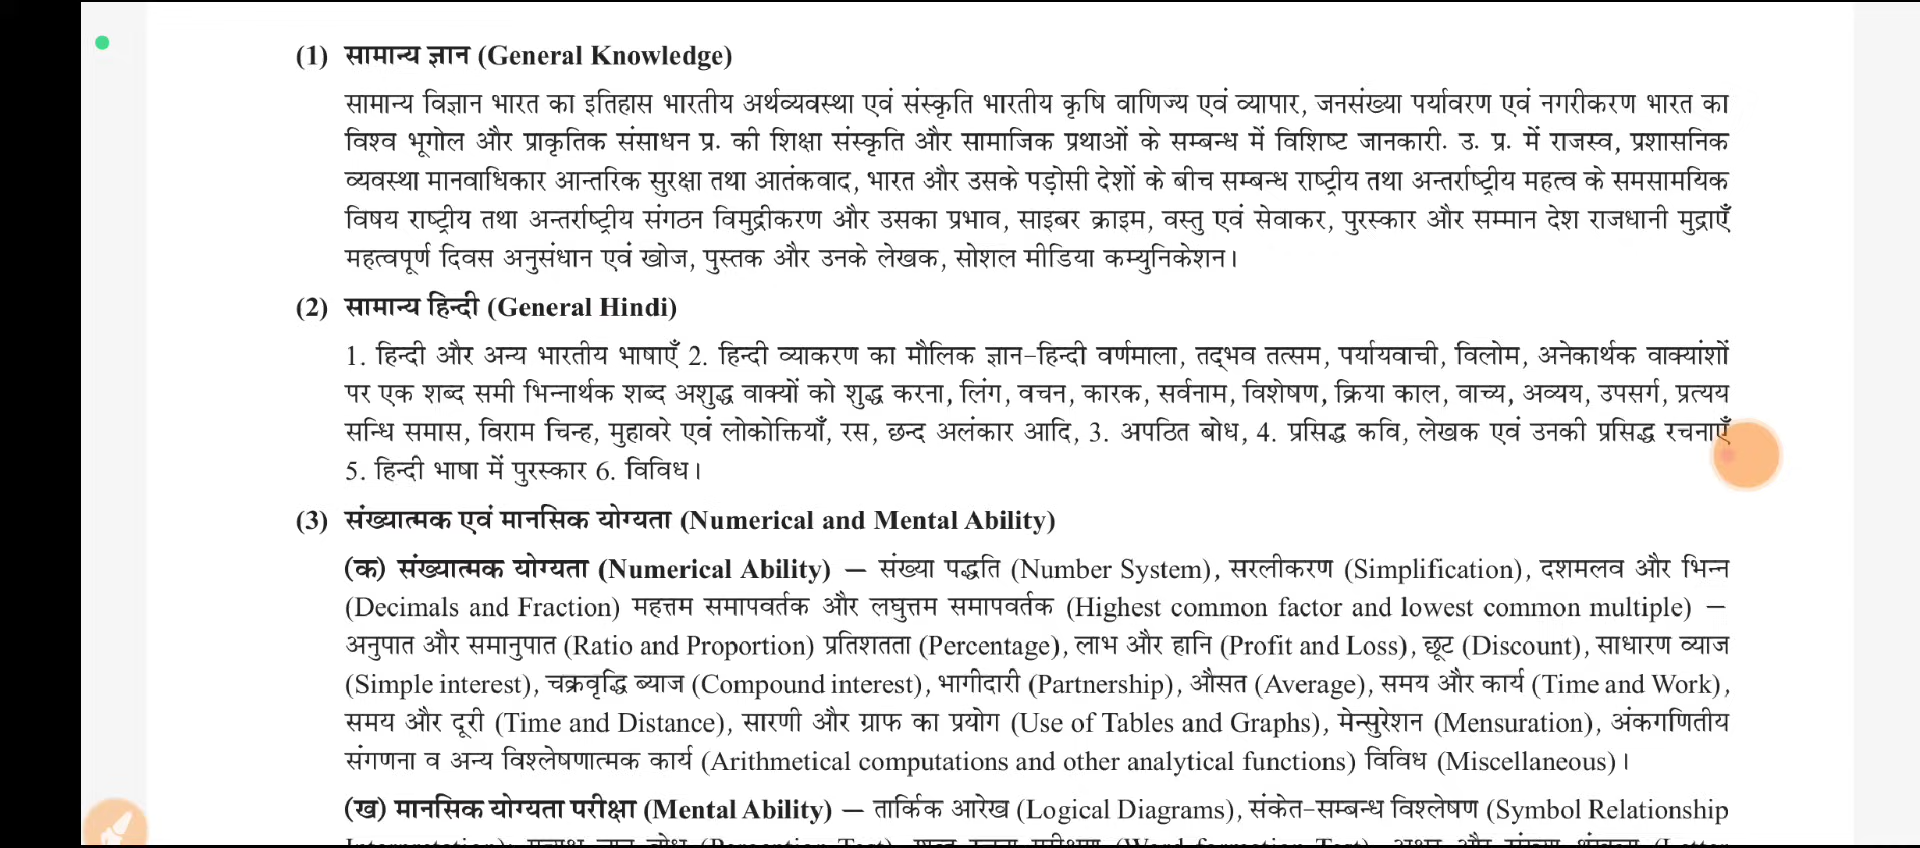 (1) सामान्य ज्ञान (General Knowledge)
सामान्य विज्ञान भारत का इतिहास भारतीय अर्थव्यवस्था एवं संस्कृति भारतीय कृषि वाणिज्य एवं व्यापार, जनसंख्या पर्यावरण एवं नगरीकरण भारत का
विश्व भूगोल और प्राकृतिक संसाधन प्र. की शिक्षा संस्कृति और सामाजिक प्रथाओं के सम्बन्ध में विशिष्ट जानकारी. उ. प्र. में राजस्व, प्रशासनिक
व्यवस्था मानवाधिकार आन्तरिक सुरक्षा तथा आतंकवाद, भारत और उसके पड़ोसी देशों के बीच सम्बन्ध राष्ट्रीय तथा अन्तर्राष्ट्रीय महत्व के समसामयिक
विषय राष्ट्रीय तथा अन्तर्राष्ट्रीय संगठन विमुद्रीकरण और उसका प्रभाव, साइबर क्राइम, वस्तु एवं सेवाकर, पुरस्कार और सम्मान देश राजधानी मुद्राएँ
महत्वपूर्ण दिवस अनुसंधान एवं खोज, पुस्तक और उनके लेखक, सोशल मीडिया कम्युनिकेशन।
(2) सामान्य हिन्दी (General Hindi)
1. हिन्दी और अन्य भारतीय भाषाएँ 2. हिन्दी व्याकरण का मौलिक ज्ञान-हिन्दी वर्णमाला, तद्भव तत्सम, पर्यायवाची, विलोम, अनेकार्थक वाक्यांशों
पर एक शब्द समी भिन्नार्थक शब्द अशुद्ध वाक्यों को शुद्ध करना, लिंग, वचन, कारक, सर्वनाम, विशेषण, क्रिया काल, वाच्य, अव्यय, उपसर्ग, प्रत्यय
सन्धि समास, विराम चिन्ह, मुहावरे एवं लोकोक्तियाँ, रस, छन्द अलंकार आदि, 3. अपठित बोध, 4. प्रसिद्ध कवि, लेखक एवं उनकी प्रसिद्ध रचनाएँ
5. हिन्दी भाषा में पुरस्कार 6. विविध।
(3) संख्यात्मक एवं मानसिक योग्यता (Numerical and Mental Ability)
(क) संख्यात्मक योग्यता (Numerical Ability) — संख्या पद्धति (Number System), सरलीकरण (Simplification), दशमलव और भिन्न
(Decimals and Fraction) महत्तम समापवर्तक और लघुत्तम समापवर्तक (Highest common factor and lowest common multiple) —
अनुपात और समानुपात (Ratio and Proportion) प्रतिशतता (Percentage), लाभ और हानि (Profit and Loss), छूट (Discount), साधारण व्याज
(Simple interest), चक्रवृद्धि ब्याज (Compound interest), भागीदारी (Partnership), औसत (Average), समय और कार्य (Time and Work),
समय और दूरी (Time and Distance), सारणी और ग्राफ का प्रयोग (Use of Tables and Graphs), मेन्सुरेशन (Mensuration), अंकगणितीय
संगणना व अन्य विश्लेषणात्मक कार्य (Arithmetical computations and other analytical functions) विविध (Miscellaneous)।
(ख) मानसिक योग्यता परीक्षा (Mental Ability) — तार्किक आरेख (Logical Diagrams), संकेत-सम्बन्ध विश्लेषण (Symbol Relationship